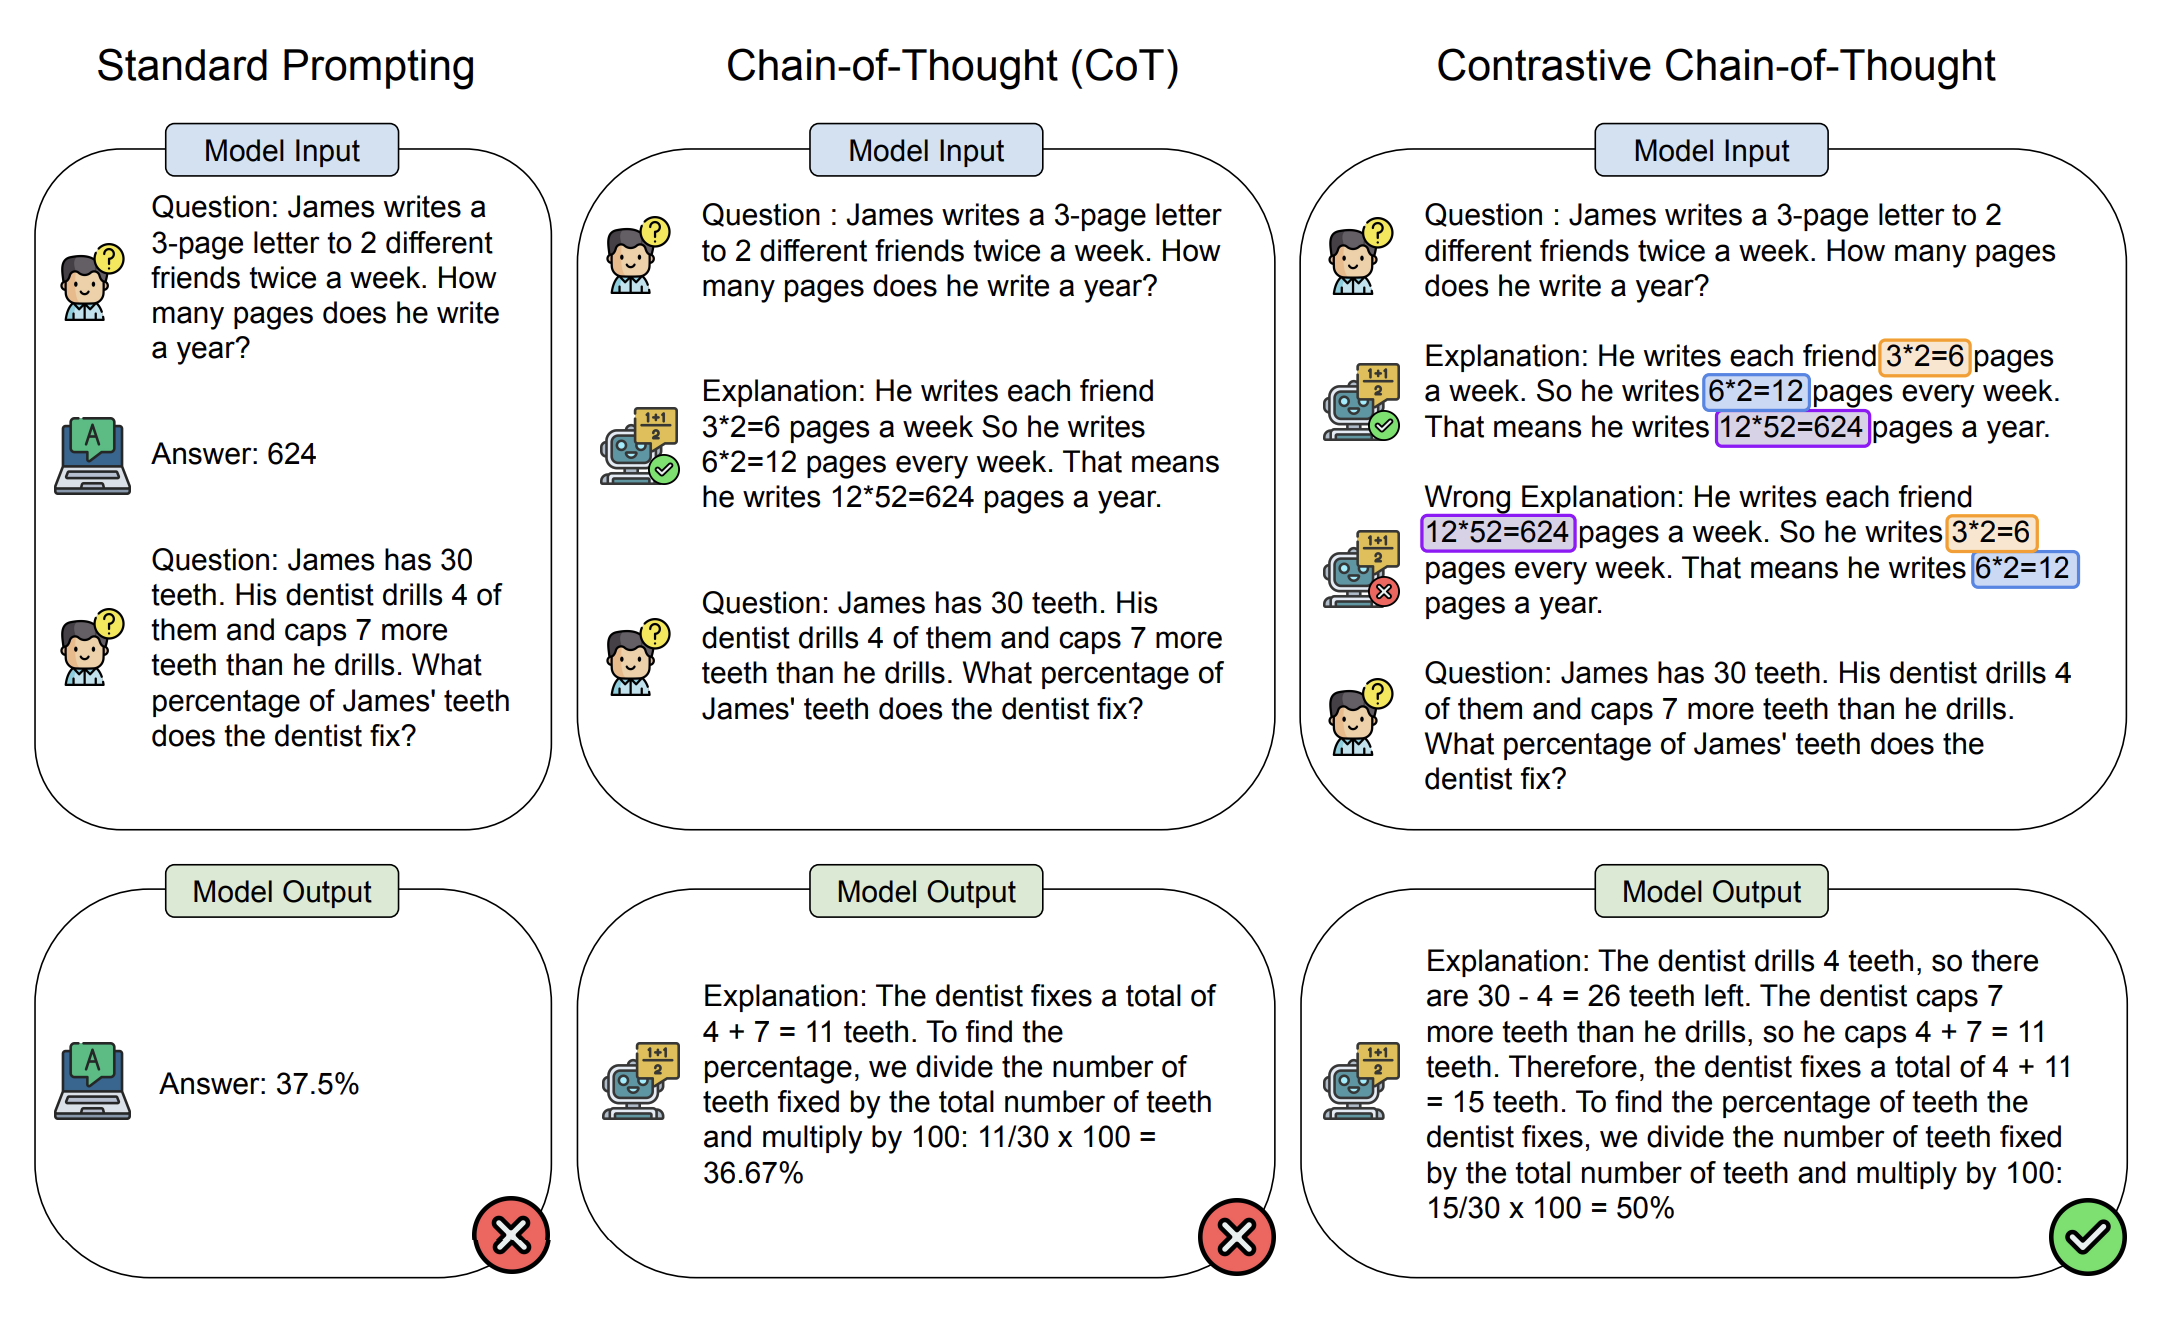 Standard Prompting
Model Input
Question: James writes a
3-page letter to 2 different
friends twice a week. How
many pages does he write
a year?
A
Answer: 624
Question: James has 30
teeth. His dentist drills 4 of
them and caps 7 more
teeth than he drills. What
percentage of James' teeth
does the dentist fix?
Model Output
A
Answer: 37.5%
Chain-of-Thought (CoT)
Model Input
?
Question : James writes a 3-page letter
to 2 different friends twice a week. How
many pages does he write a year?
1+1
2
Explanation: He writes each friend
3*2=6 pages a week So he writes
6*2=12 pages every week. That means
he writes 12*52=624 pages a year.
?
Question: James has 30 teeth. His
dentist drills 4 of them and caps 7 more
teeth than he drills. What percentage of
James' teeth does the dentist fix?
Model Output
1+1
2
Explanation: The dentist fixes a total of
4 + 7 = 11 teeth. To find the
percentage, we divide the number of
teeth fixed by the total number of teeth
and multiply by 100: 11/30 x 100 =
36.67%
Contrastive Chain-of-Thought
Model Input
?
Question : James writes a 3-page letter to 2
different friends twice a week. How many pages
does he write a year?
1+1
2
Explanation: He writes each friend 3*2=6 pages
a week. So he writes 6*2=12 pages every week.
That means he writes 12*52=624 pages a year.
1+1
2
Wrong Explanation: He writes each friend
12*52=624 pages a week. So he writes 3*2=6
pages every week. That means he writes 6*2=12
pages a year.
?
Question: James has 30 teeth. His dentist drills 4
of them and caps 7 more teeth than he drills.
What percentage of James' teeth does the
dentist fix?
Model Output
1+1
2
Explanation: The dentist drills 4 teeth, so there
are 30 - 4 = 26 teeth left. The dentist caps 7
more teeth than he drills, so he caps 4 + 7 = 11
teeth. Therefore, the dentist fixes a total of 4 + 11
= 15 teeth. To find the percentage of teeth the
dentist fixes, we divide the number of teeth fixed
by the total number of teeth and multiply by 100:
15/30 x 100 = 50%